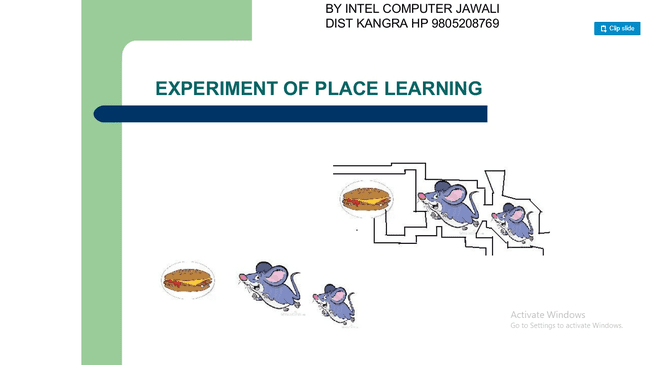 BY INTEL COMPUTER JAWALI
DIST KANGRA HP 9805208769
Clip slide
EXPERIMENT OF PLACE LEARNING
Activate Windows
Go to Settings to activate Windows.